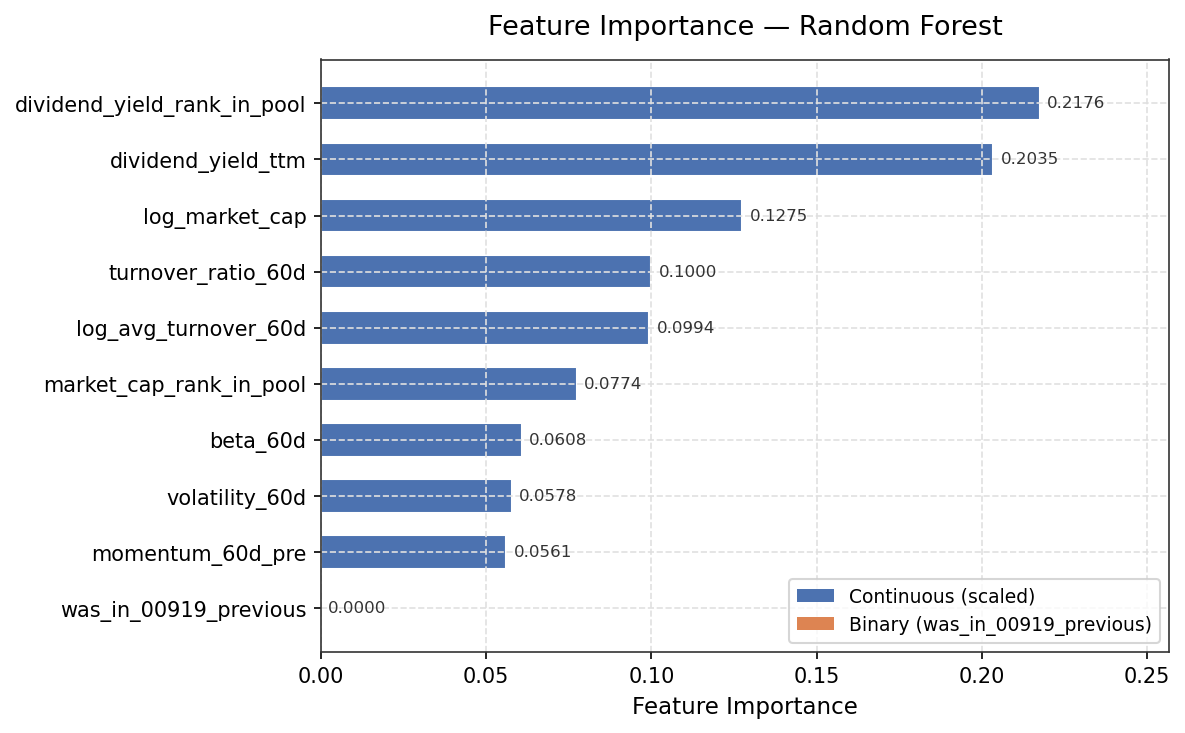 Feature Importance — Random Forest
dividend_yield_rank_in_pool 0.2176
dividend_yield_ttm 0.2035
log_market_cap 0.1275
turnover_ratio_60d 0.1000
log_avg_turnover_60d 0.0994
market_cap_rank_in_pool 0.0774
beta_60d 0.0608
volatility_60d 0.0578
momentum_60d_pre 0.0561
was_in_00919_previous 0.0000
Continuous (scaled)
Binary (was_in_00919_previous)
0.00 0.05 0.10 0.15 0.20 0.25
Feature Importance